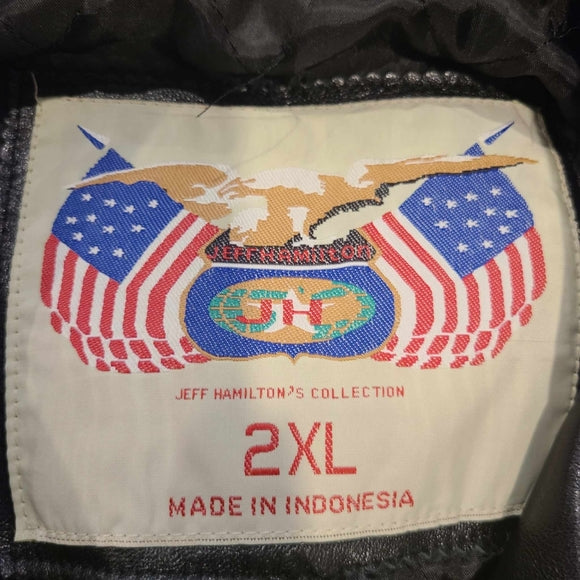 JEFF HAMILTON
JH
JEFF HAMILTON'S COLLECTION
2XL
MADE IN INDONESIA